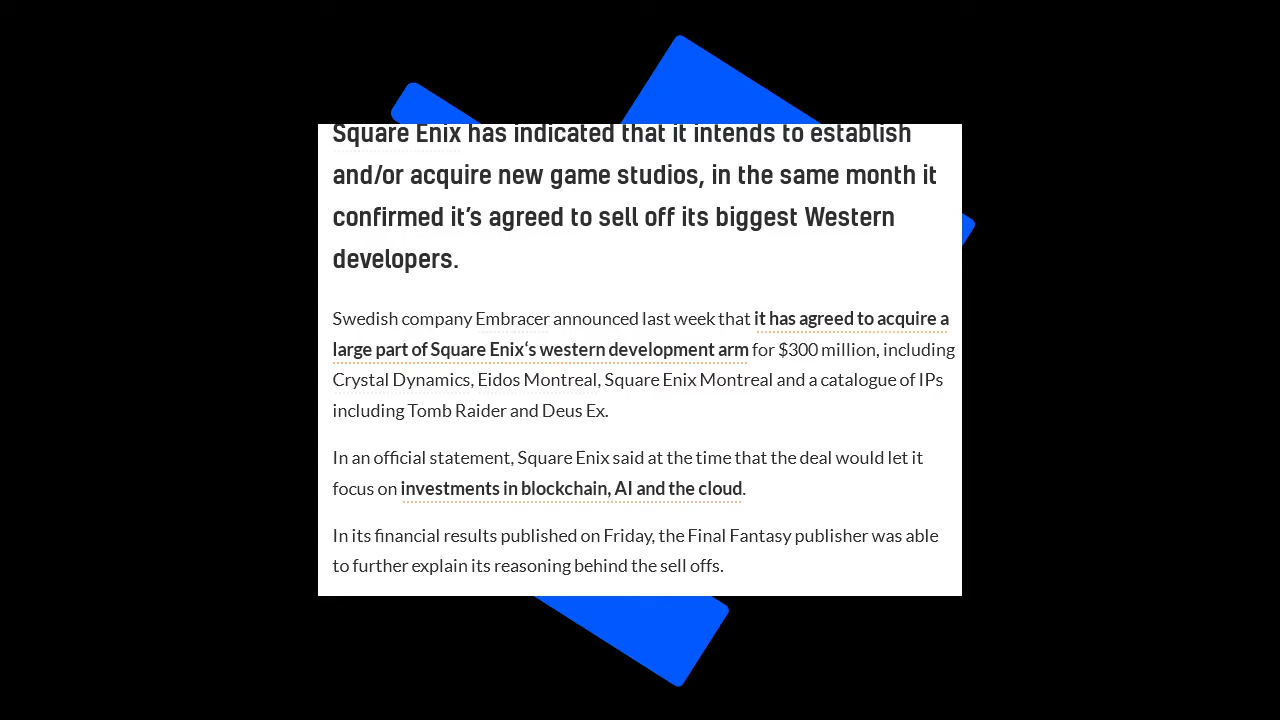 Square Enix has indicated that it intends to establish
and/or acquire new game studios, in the same month it
confirmed it’s agreed to sell off its biggest Western
developers.
Swedish company Embracer announced last week that it has agreed to acquire a
large part of Square Enix‘s western development arm for $300 million, including
Crystal Dynamics, Eidos Montreal, Square Enix Montreal and a catalogue of IPs
including Tomb Raider and Deus Ex.
In an official statement, Square Enix said at the time that the deal would let it
focus on investments in blockchain, AI and the cloud.
In its financial results published on Friday, the Final Fantasy publisher was able
to further explain its reasoning behind the sell offs.